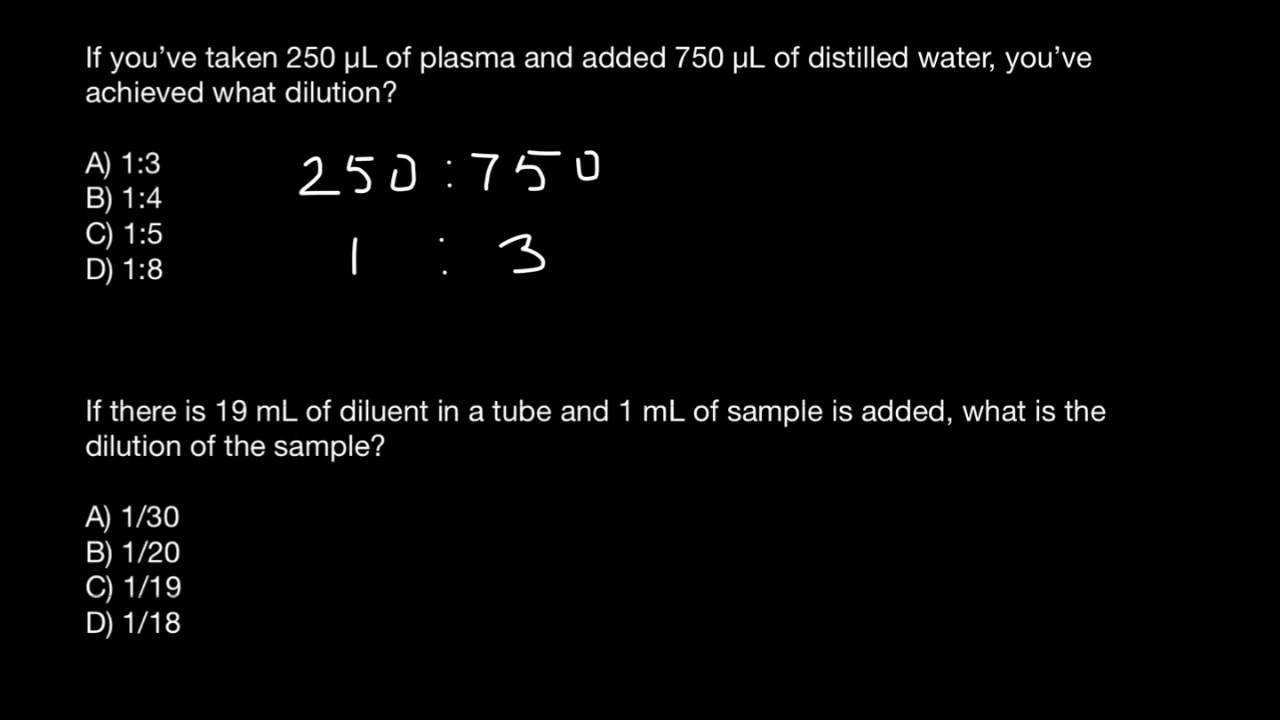 If you’ve taken 250 µL of plasma and added 750 µL of distilled water, you’ve
achieved what dilution?
A) 1:3
B) 1:4
C) 1:5
D) 1:8
250 : 750
1 : 3
If there is 19 mL of diluent in a tube and 1 mL of sample is added, what is the
dilution of the sample?
A) 1/30
B) 1/20
C) 1/19
D) 1/18